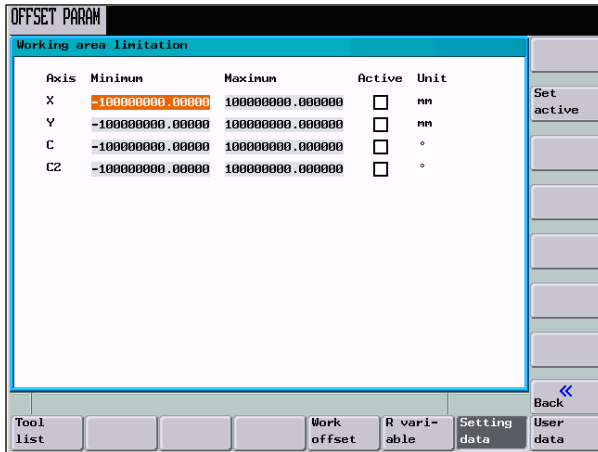 OFFSET PARAM
Working area limitation
Axis Minimum Maximum Active Unit
X -100000000.00000 100000000.000000 mm
Y -100000000.00000 100000000.000000 mm
C -100000000.00000 100000000.000000 °
C2 -100000000.00000 100000000.000000 °
Set
active
«
Back
Tool
list
Work
offset
R vari-
able
Setting
data
User
data